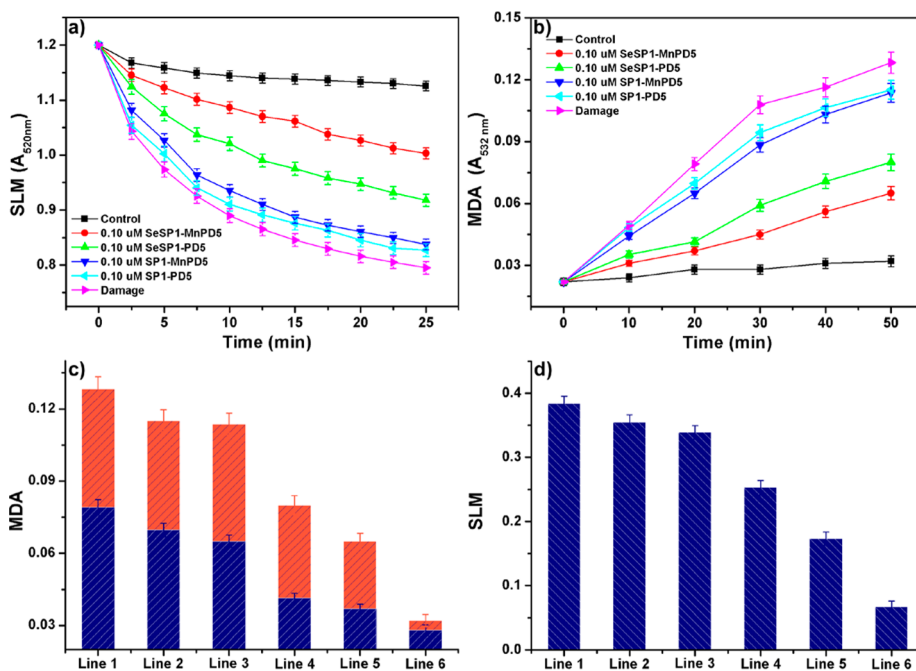 a)
SLM (A520nm)
1.2
1.1
1.0
0.9
0.8
Control
0.10 uM SeSP1-MnPD5
0.10 uM SeSP1-PD5
0.10 uM SP1-MnPD5
0.10 uM SP1-PD5
Damage
0 5 10 15 20 25
Time (min)
b)
MDA (A532 nm)
0.15
0.12
0.09
0.06
0.03
Control
0.10 uM SeSP1-MnPD5
0.10 uM SeSP1-PD5
0.10 uM SP1-MnPD5
0.10 uM SP1-PD5
Damage
0 10 20 30 40 50
Time (min)
c)
MDA
0.12
0.09
0.06
0.03
Line 1 Line 2 Line 3 Line 4 Line 5 Line 6
d)
SLM
0.4
0.3
0.2
0.1
0.0
Line 1 Line 2 Line 3 Line 4 Line 5 Line 6